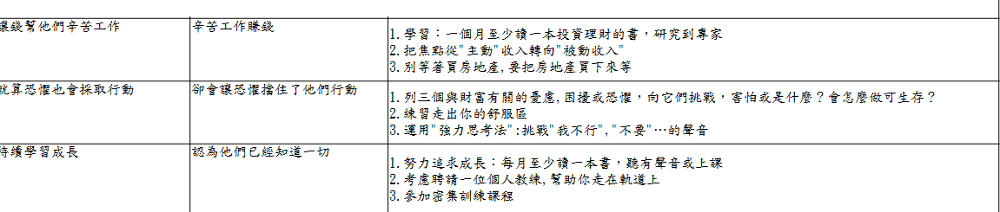 讓錢幫他們辛苦工作
辛苦工作賺錢
1. 學習：一個月至少讀一本投資理財的書，研究到專家
2. 把焦點從"主動"收入轉向"被動收入"
3. 別等著買房地產, 要把房地產買下來等
就算恐懼也會採取行動
卻會讓恐懼擋住了他們行動
1. 列三個與財富有關的憂慮, 困擾或恐懼，向它們挑戰，害怕或是什麼？會怎麼做可生存？
2. 練習走出你的舒服區
3. 運用"強力思考法":挑戰"我不行", "不要"…的聲音
持續學習成長
認為他們已經知道一切
1. 努力追求成長：每月至少讀一本書，聽有聲音或上課
2. 考慮聘請一位個人教練, 幫助你走在軌道上
3. 參加密集訓練課程